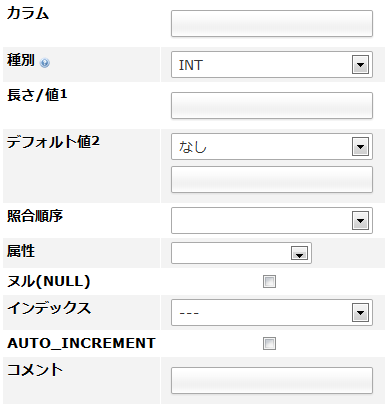 カラム
種別 INT
長さ/値1
デフォルト値2 なし
照合順序
属性
ヌル(NULL)
インデックス ---
AUTO_INCREMENT
コメント